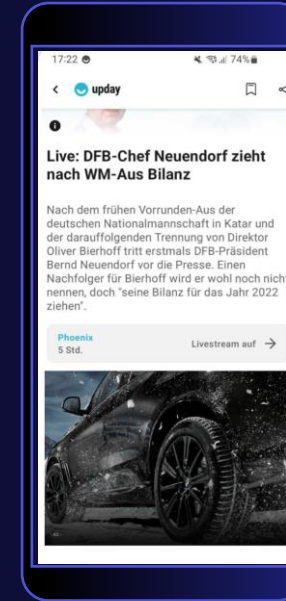 17:22
74%
upday
Live: DFB-Chef Neuendorf zieht
nach WM-Aus Bilanz
Nach dem frühen Vorrunden-Aus der
deutschen Nationalmannschaft in Katar und
der darauffolgenden Trennung von Direktor
Oliver Bierhoff tritt erstmals DFB-Präsident
Bernd Neuendorf vor die Presse. Einen
Nachfolger für Bierhoff wird er wohl noch nicht
nennen, doch "seine Bilanz für das Jahr 2022
ziehen".
Phoenix
5 Std.
Livestream auf →